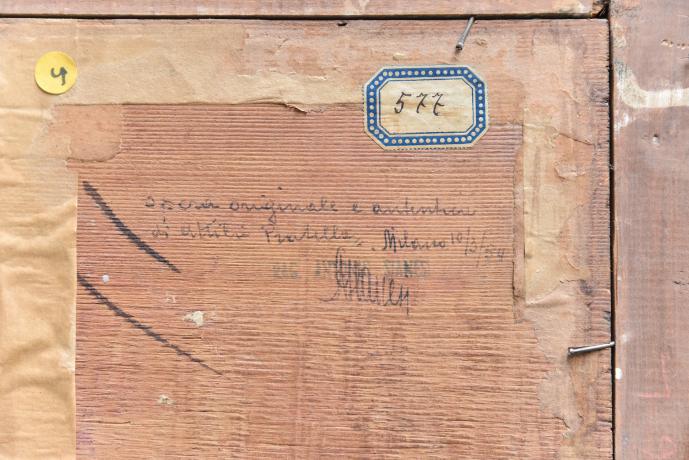 4
577
opera originale e autentica
di Attilio Pratella, Milano 10/3/54